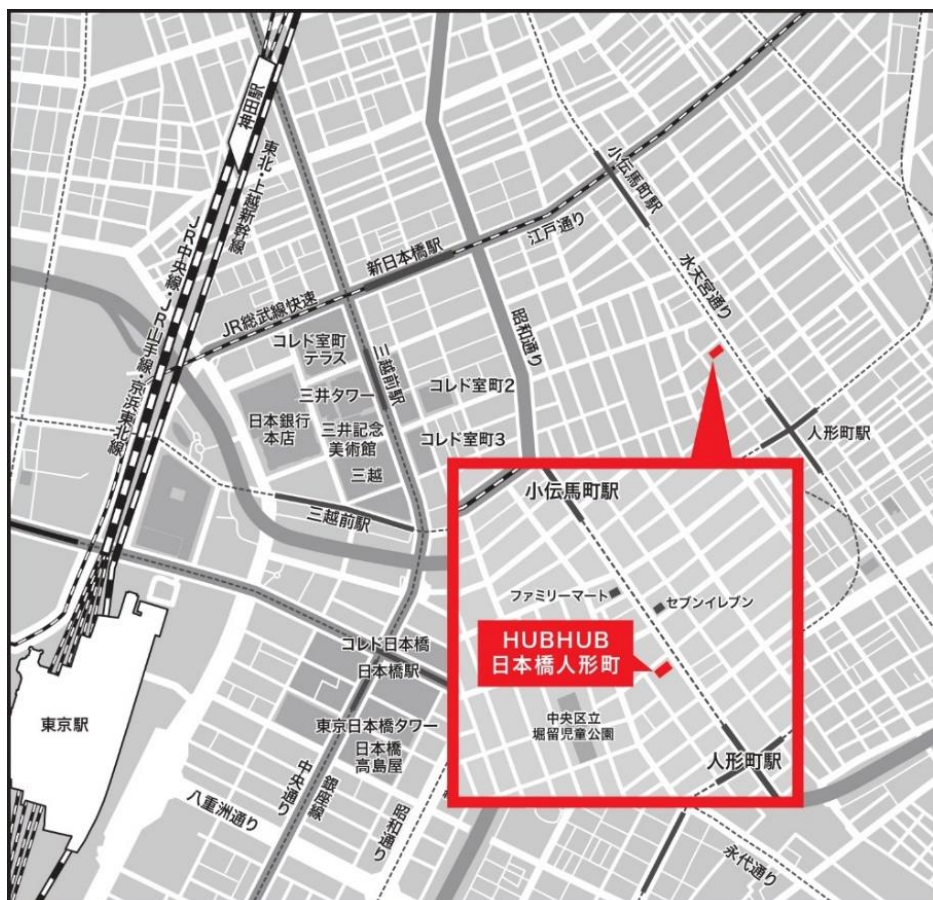 神田駅
東北・上越新幹線
JR中央線・JR山手線・京浜東北線
小伝馬町駅
江戸通り
新日本橋駅
水天宮通り
JR総武線快速
昭和通り
コレド室町
テラス
三越前駅
コレド室町2
三井タワー
日本銀行
本店
三井記念
美術館
コレド室町3
人形町駅
三越
三越前駅
小伝馬町駅
ファミリーマート
セブンイレブン
HUBHUB
日本橋人形町
コレド日本橋
日本橋駅
東京駅
東京日本橋タワー
日本橋
高島屋
中央区立
堀留児童公園
人形町駅
中央通り
銀座線
昭和通り
八重洲通り
永代通り